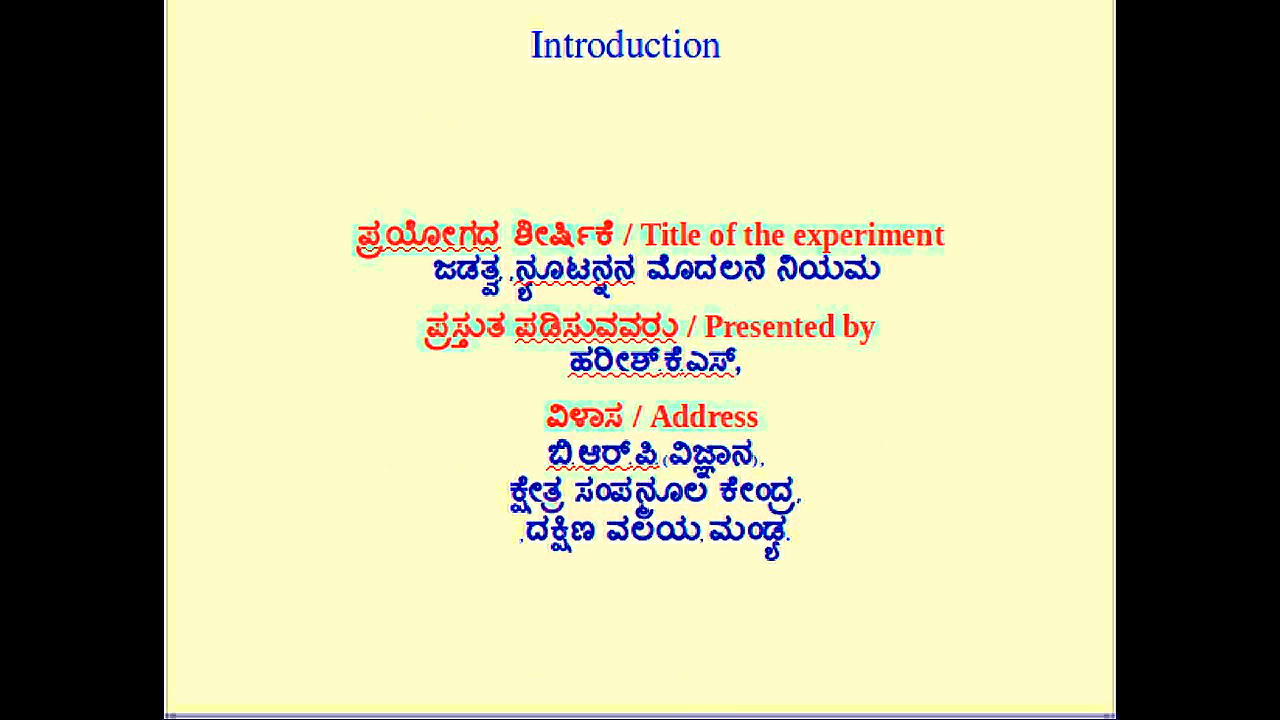 Introduction
ಪ್ರಯೋಗದ ಶೀರ್ಷಿಕೆ / Title of the experiment
ಜಡತ್ವ, ,ನ್ಯೂಟನ್ನನ ಮೊದಲನೆ ನಿಯಮ
ಪ್ರಸ್ತುತ ಪಡಿಸುವವರು / Presented by
ಹರೀಶ್.ಕೆ.ಎಸ್,
ವಿಳಾಸ / Address
ಬಿ.ಆರ್.ಪಿ (ವಿಜ್ಞಾನ),
ಕ್ಷೇತ್ರ ಸಂಪನ್ಮೂಲ ಕೇಂದ್ರ,
,ದಕ್ಷಿಣ ವಲಯ,ಮಂಡ್ಯ.